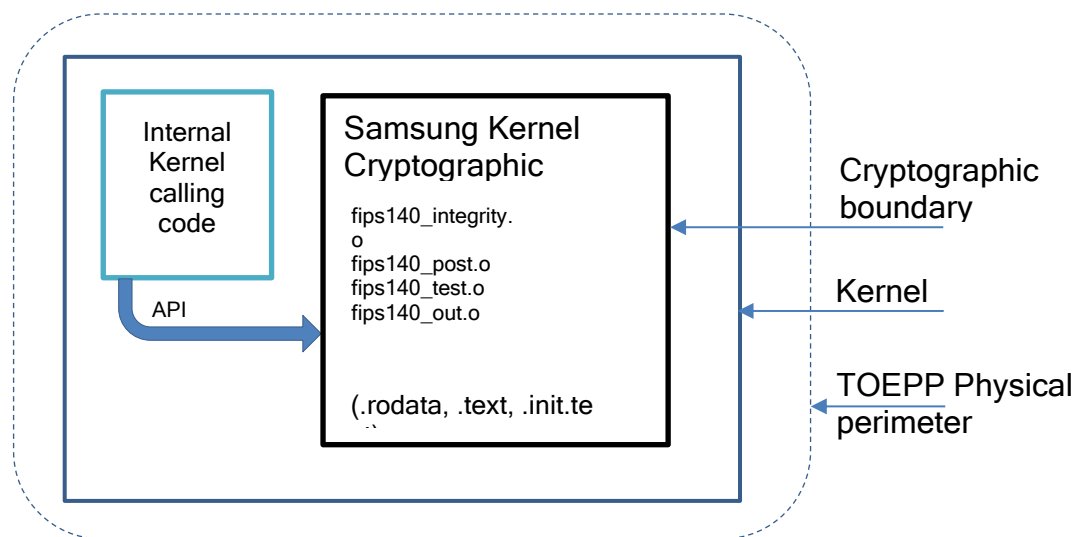 Internal
Kernel
calling
code
API
Samsung Kernel
Cryptographic
fips140_integrity.
o
fips140_post.o
fips140_test.o
fips140_out.o
(.rodata, .text, .init.te
Cryptographic
boundary
Kernel
TOEPP Physical
perimeter